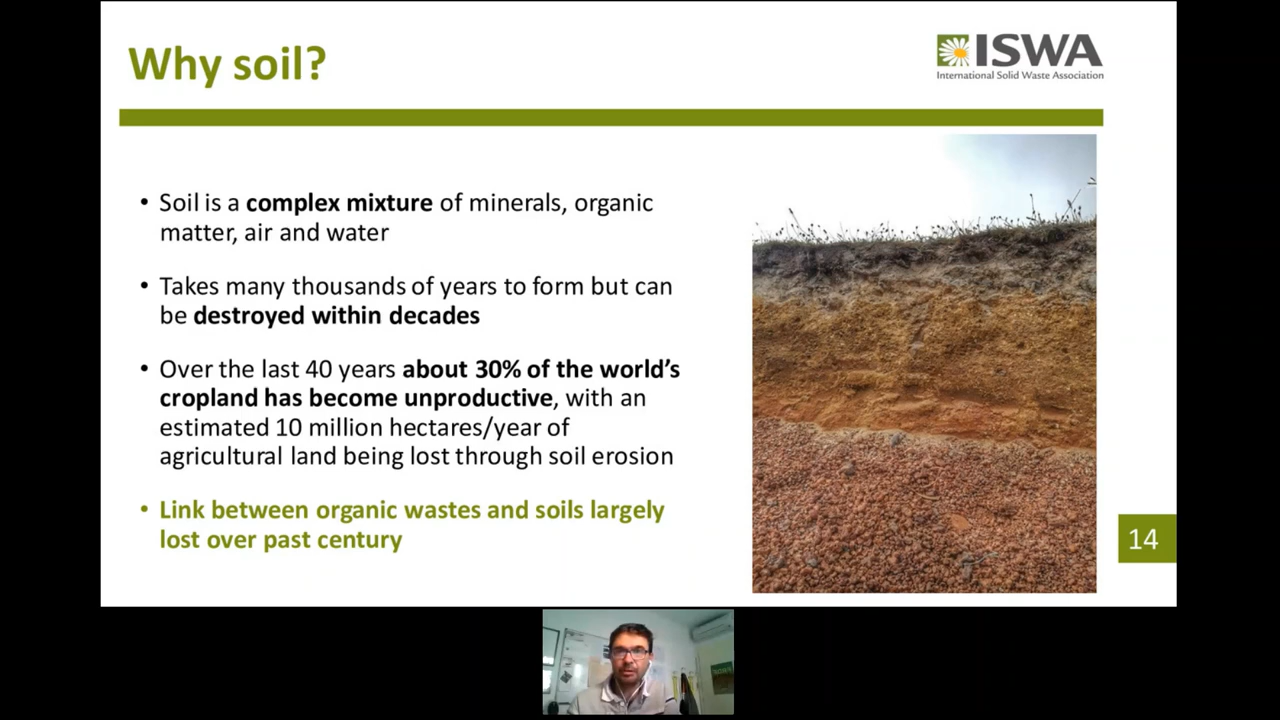 Why soil?
ISWA
International Solid Waste Association
• Soil is a complex mixture of minerals, organic
matter, air and water
• Takes many thousands of years to form but can
be destroyed within decades
• Over the last 40 years about 30% of the world's
cropland has become unproductive, with an
estimated 10 million hectares/year of
agricultural land being lost through soil erosion
• Link between organic wastes and soils largely
lost over past century
14